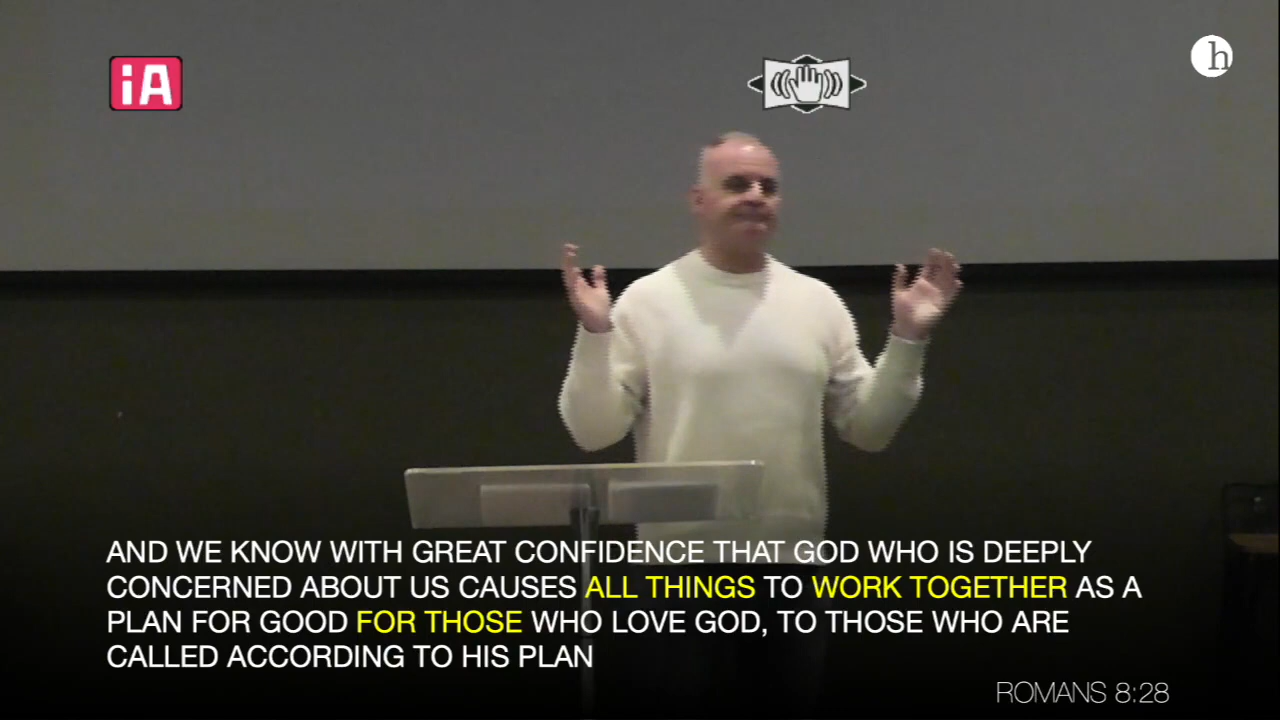 iA
h
AND WE KNOW WITH GREAT CONFIDENCE THAT GOD WHO IS DEEPLY
CONCERNED ABOUT US CAUSES ALL THINGS TO WORK TOGETHER AS A
PLAN FOR GOOD FOR THOSE WHO LOVE GOD, TO THOSE WHO ARE
CALLED ACCORDING TO HIS PLAN
ROMANS 8:28